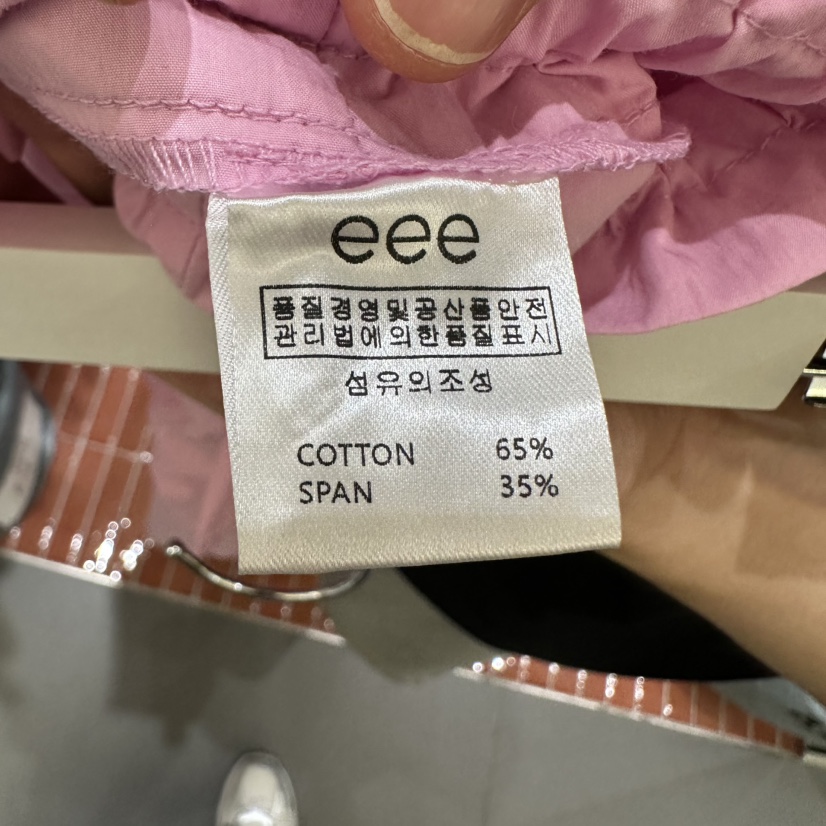 eee
품질경영및공산품안전
관리법에의한품질표시
섬유의조성
COTTON 65%
SPAN 35%